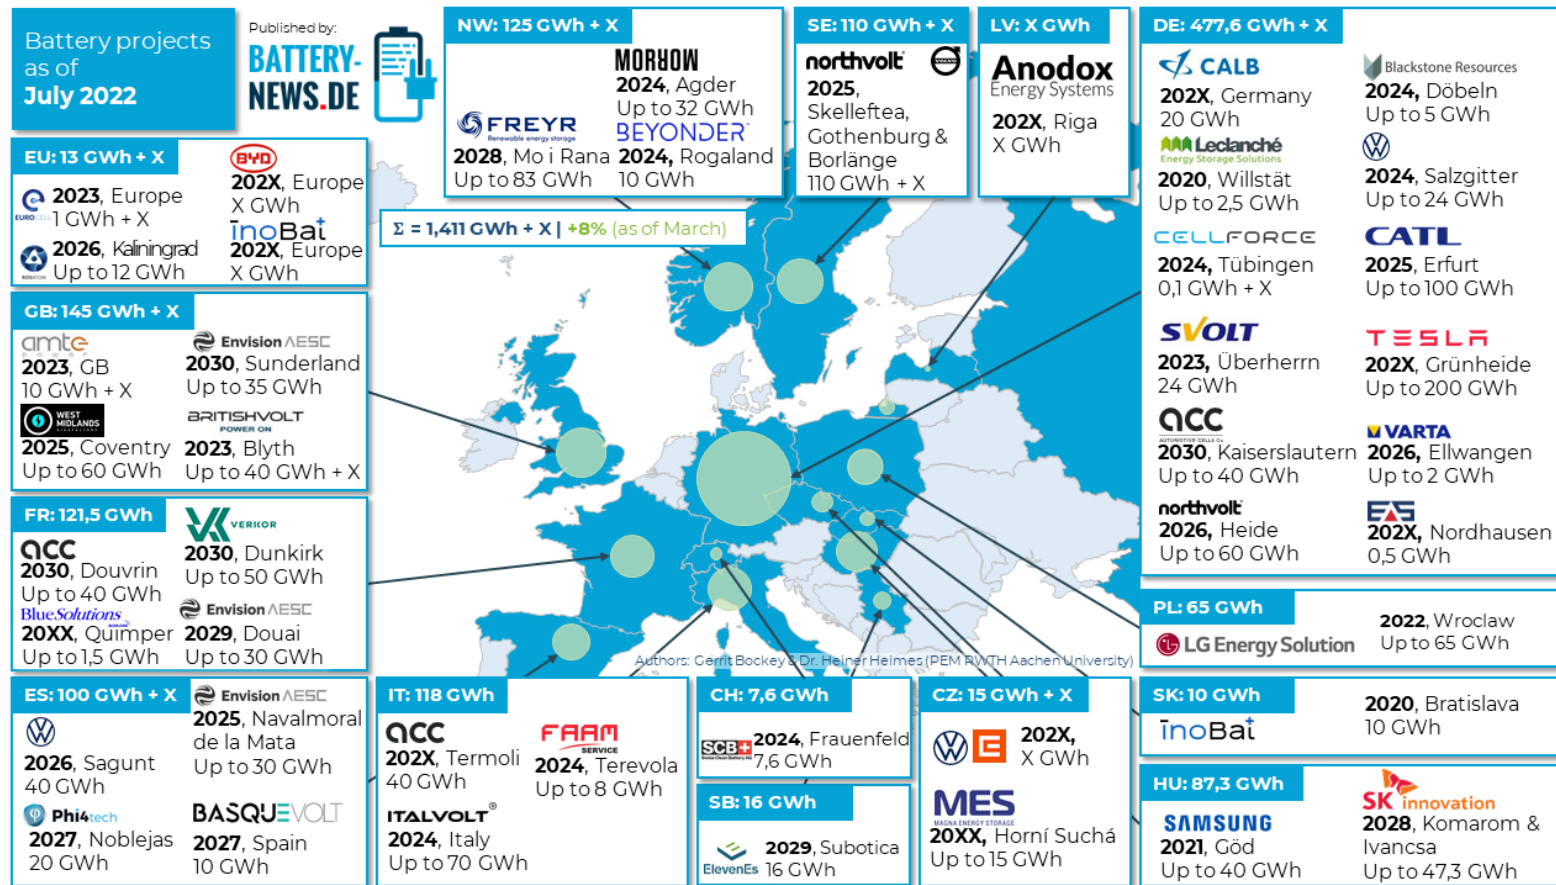 Battery projects
as of
July 2022
Published by:
BATTERY-
NEWS.DE
NW: 125 GWh + X
MORROW
2024, Agder
Up to 32 GWh
FREYR
Renewable energy storage
2028, Mo i Rana
Up to 83 GWh
BEYONDER
2024, Rogaland
10 GWh
SE: 110 GWh + X
northvolt
2025,
Skelleftea,
Gothenburg &
Borlänge
110 GWh + X
LV: X GWh
Anodox
Energy Systems
202X, Riga
X GWh
DE: 477,6 GWh + X
CALB
202X, Germany
20 GWh
Blackstone Resources
2024, Döbeln
Up to 5 GWh
Leclanché
Energy Storage Solutions
2020, Willstät
Up to 2,5 GWh
2024, Salzgitter
Up to 24 GWh
CELLFORCE
2024, Tübingen
0,1 GWh + X
CATL
2025, Erfurt
Up to 100 GWh
SVOLT
2023, Überherrn
24 GWh
TESLA
202X, Grünheide
Up to 200 GWh
acc
AUTOMOTIVE CELLS Co
2030, Kaiserslautern
Up to 40 GWh
VARTA
2026, Ellwangen
Up to 2 GWh
northvolt
2026, Heide
Up to 60 GWh
EAS
202X, Nordhausen
0,5 GWh
EU: 13 GWh + X
EUROCELL
2023, Europe
1 GWh + X
BYD
202X, Europe
X GWh
ROSATOM
2026, Kaliningrad
Up to 12 GWh
inoBat
202X, Europe
X GWh
Σ = 1,411 GWh + X | +8% (as of March)
GB: 145 GWh + X
amte
power
2023, GB
10 GWh + X
Envision AESC
2030, Sunderland
Up to 35 GWh
WEST
MIDLANDS
GIGAFACTORY
2025, Coventry
Up to 60 GWh
BRITISHVOLT
POWER ON
2023, Blyth
Up to 40 GWh + X
FR: 121,5 GWh
acc
2030, Douvrin
Up to 40 GWh
VERKOR
2030, Dunkirk
Up to 50 GWh
Blue Solutions
20XX, Quimper
Up to 1,5 GWh
Envision AESC
2029, Douai
Up to 30 GWh
Authors: Gerrit Bockey & Dr. Heiner Heimes (PEM RWTH Aachen University)
PL: 65 GWh
LG Energy Solution
2022, Wroclaw
Up to 65 GWh
ES: 100 GWh + X
2026, Sagunt
40 GWh
Envision AESC
2025, Navalmoral
de la Mata
Up to 30 GWh
Phi4tech
2027, Noblejas
20 GWh
BASQUEVOLT
2027, Spain
10 GWh
IT: 118 GWh
acc
202X, Termoli
40 GWh
FAAM
SERVICE
2024, Terevola
Up to 8 GWh
ITALVOLT®
2024, Italy
Up to 70 GWh
CH: 7,6 GWh
SCB
Swiss Clean Battery AG
2024, Frauenfeld
7,6 GWh
SB: 16 GWh
ElevenEs
2029, Subotica
16 GWh
CZ: 15 GWh + X
202X,
X GWh
MES
MAGNA ENERGY STORAGE
20XX, Horní Suchá
Up to 15 GWh
SK: 10 GWh
inoBat
2020, Bratislava
10 GWh
HU: 87,3 GWh
SAMSUNG
2021, Göd
Up to 40 GWh
SK innovation
2028, Komarom &
Ivancsa
Up to 47,3 GWh